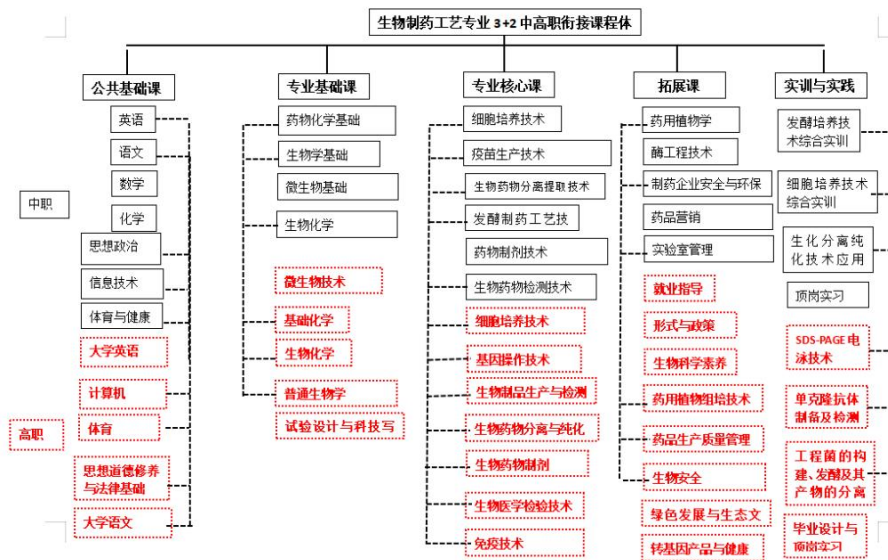 生物制药工艺专业 3+2 中高职衔接课程体
公共基础课
专业基础课
专业核心课
拓展课
实训与实践
中职
英语
语文
数学
化学
思想政治
信息技术
体育与健康
药物化学基础
生物学基础
微生物基础
生物化学
细胞培养技术
疫苗生产技术
生物药物分离提取技术
发酵制药工艺技
药物制剂技术
生物药物检测技术
药用植物学
酶工程技术
制药企业安全与环保
药品营销
实验室管理
发酵培养技
术综合实训
细胞培养技术
综合实训
生化分离纯
化技术应用
顶岗实习
高职
大学英语
计算机
体育
思想道德修养
与法律基础
大学语文
微生物技术
基础化学
生物化学
普通生物学
试验设计与科技写
细胞培养技术
基因操作技术
生物制品生产与检测
生物药物分离与纯化
生物药物制剂
生物医学检验技术
免疫技术
就业指导
形式与政策
生物科学素养
药用植物组培技术
药品生产质量管理
生物安全
绿色发展与生态文
转基因产品与健康
SDS-PAGE 电
泳技术
单克隆抗体
制备及检测
工程菌的构
建、发酵及其
产物的分离
毕业设计与
顶岗实习